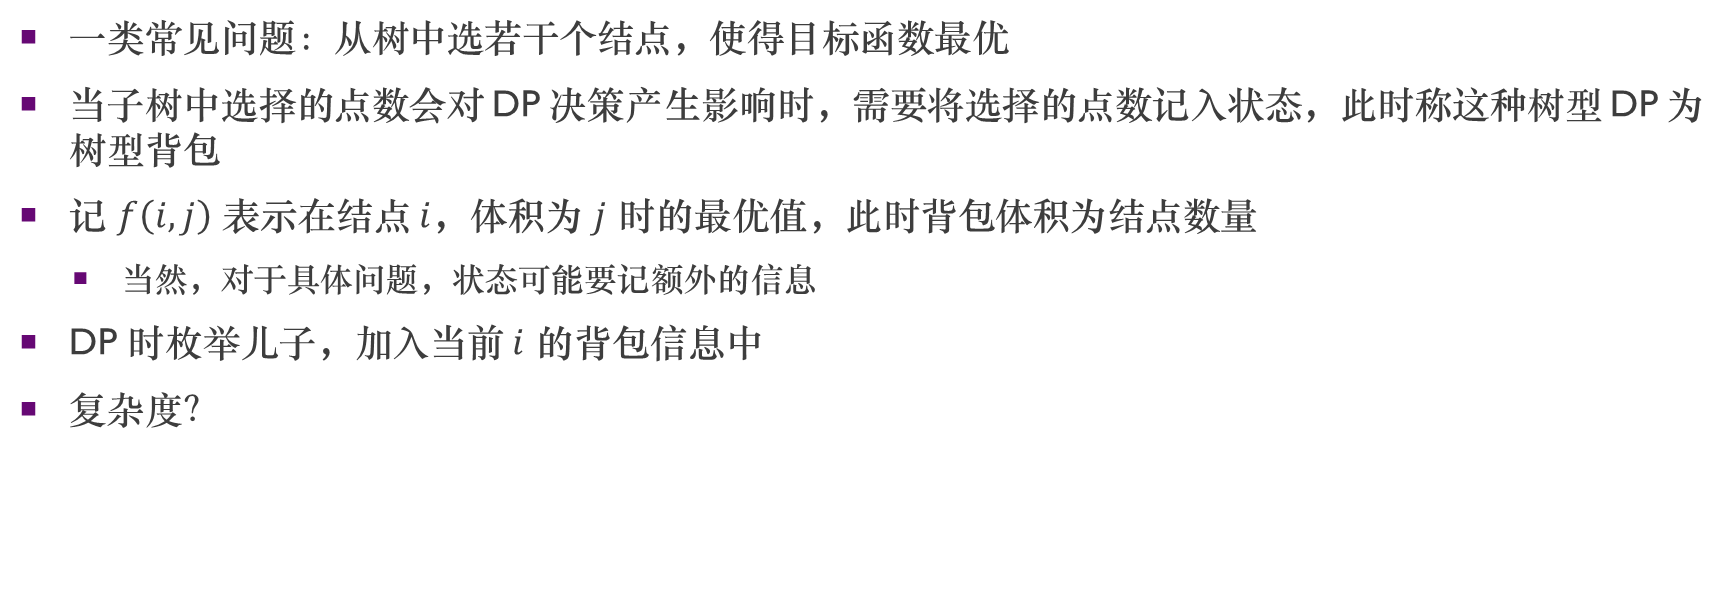 ▪ 一类常见问题：从树中选若干个结点，使得目标函数最优
▪ 当子树中选择的点数会对 DP 决策产生影响时，需要将选择的点数记入状态，此时称这种树型 DP 为
树型背包
▪ 记 f(i,j) 表示在结点 i，体积为 j 时的最优值，此时背包体积为结点数量
▪ 当然，对于具体问题，状态可能要记额外的信息
▪ DP 时枚举儿子，加入当前 i 的背包信息中
▪ 复杂度？